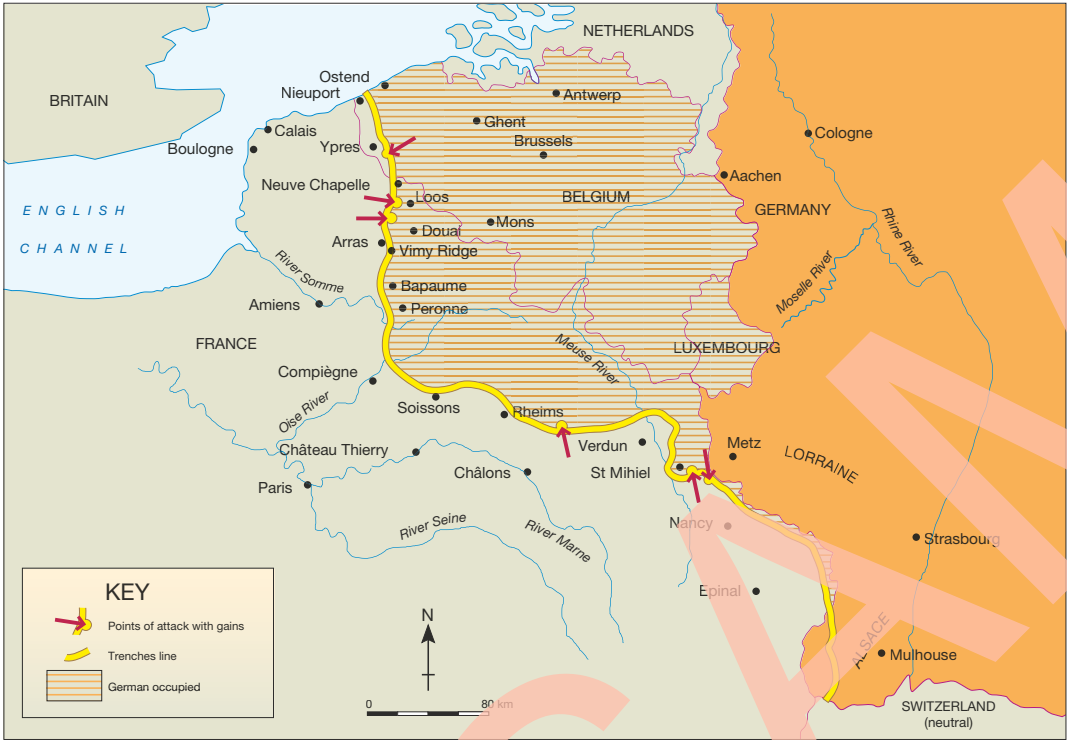 NETHERLANDS
Ostend
Nieuport
BRITAIN
Antwerp
Ghent
Calais
Cologne
Boulogne
Ypres
Brussels
Aachen
Neuve Chapelle
Loos
BELGIUM
GERMANY
ENGLISH
CHANNEL
Mons
Douai
Rhine River
Arras
Vimy Ridge
River Somme
Moselle River
Bapaume
Amiens
Peronne
FRANCE
Meuse River
LUXEMBOURG
Compiègne
Oise River
Soissons
Rheims
Verdun
Metz
LORRAINE
Château Thierry
Châlons
St Mihiel
Paris
River Seine
River Marne
Nancy
Strasbourg
Epinal
ALSACE
Mulhouse
SWITZERLAND
(neutral)
KEY
Points of attack with gains
Trenches line
German occupied
N
0
80 km